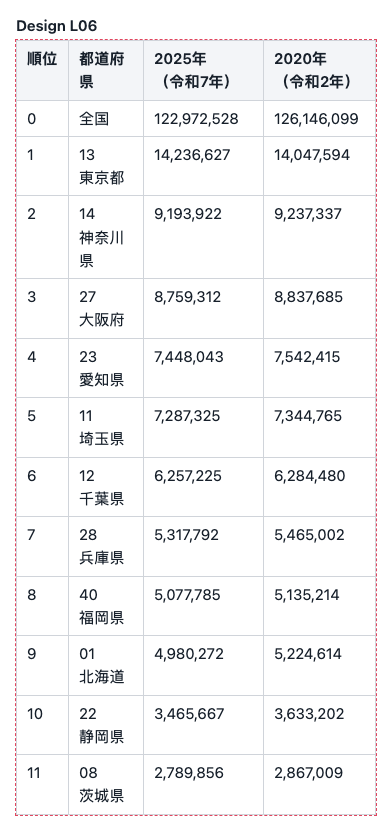 Design L06
順位 都道府県 2025年（令和7年） 2020年（令和2年）
0 全国 122,972,528 126,146,099
1 13 東京都 14,236,627 14,047,594
2 14 神奈川県 9,193,922 9,237,337
3 27 大阪府 8,759,312 8,837,685
4 23 愛知県 7,448,043 7,542,415
5 11 埼玉県 7,287,325 7,344,765
6 12 千葉県 6,257,225 6,284,480
7 28 兵庫県 5,317,792 5,465,002
8 40 福岡県 5,077,785 5,135,214
9 01 北海道 4,980,272 5,224,614
10 22 静岡県 3,465,667 3,633,202
11 08 茨城県 2,789,856 2,867,009